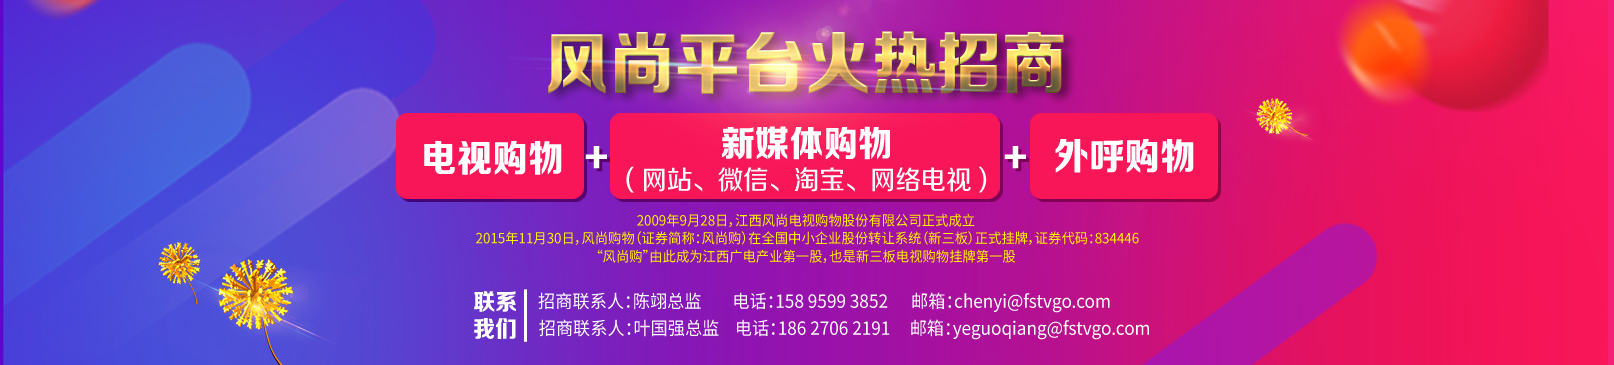 风尚平台火热招商
电视购物 + 新媒体购物 + 外呼购物
（网站、微信、淘宝、网络电视）
2009年9月28日，江西风尚电视购物股份有限公司正式成立
2015年11月30日，风尚购物（证券简称：风尚购）在全国中小企业股份转让系统（新三板）正式挂牌，证券代码：834446
“风尚购”由此成为江西广电产业第一股，也是新三板电视购物挂牌第一股
联系我们
招商联系人：陈翊总监 电话：158 9599 3852 邮箱：chenyi@fstvgo.com
招商联系人：叶国强总监 电话：186 2706 2191 邮箱：yeguoqiang@fstvgo.com